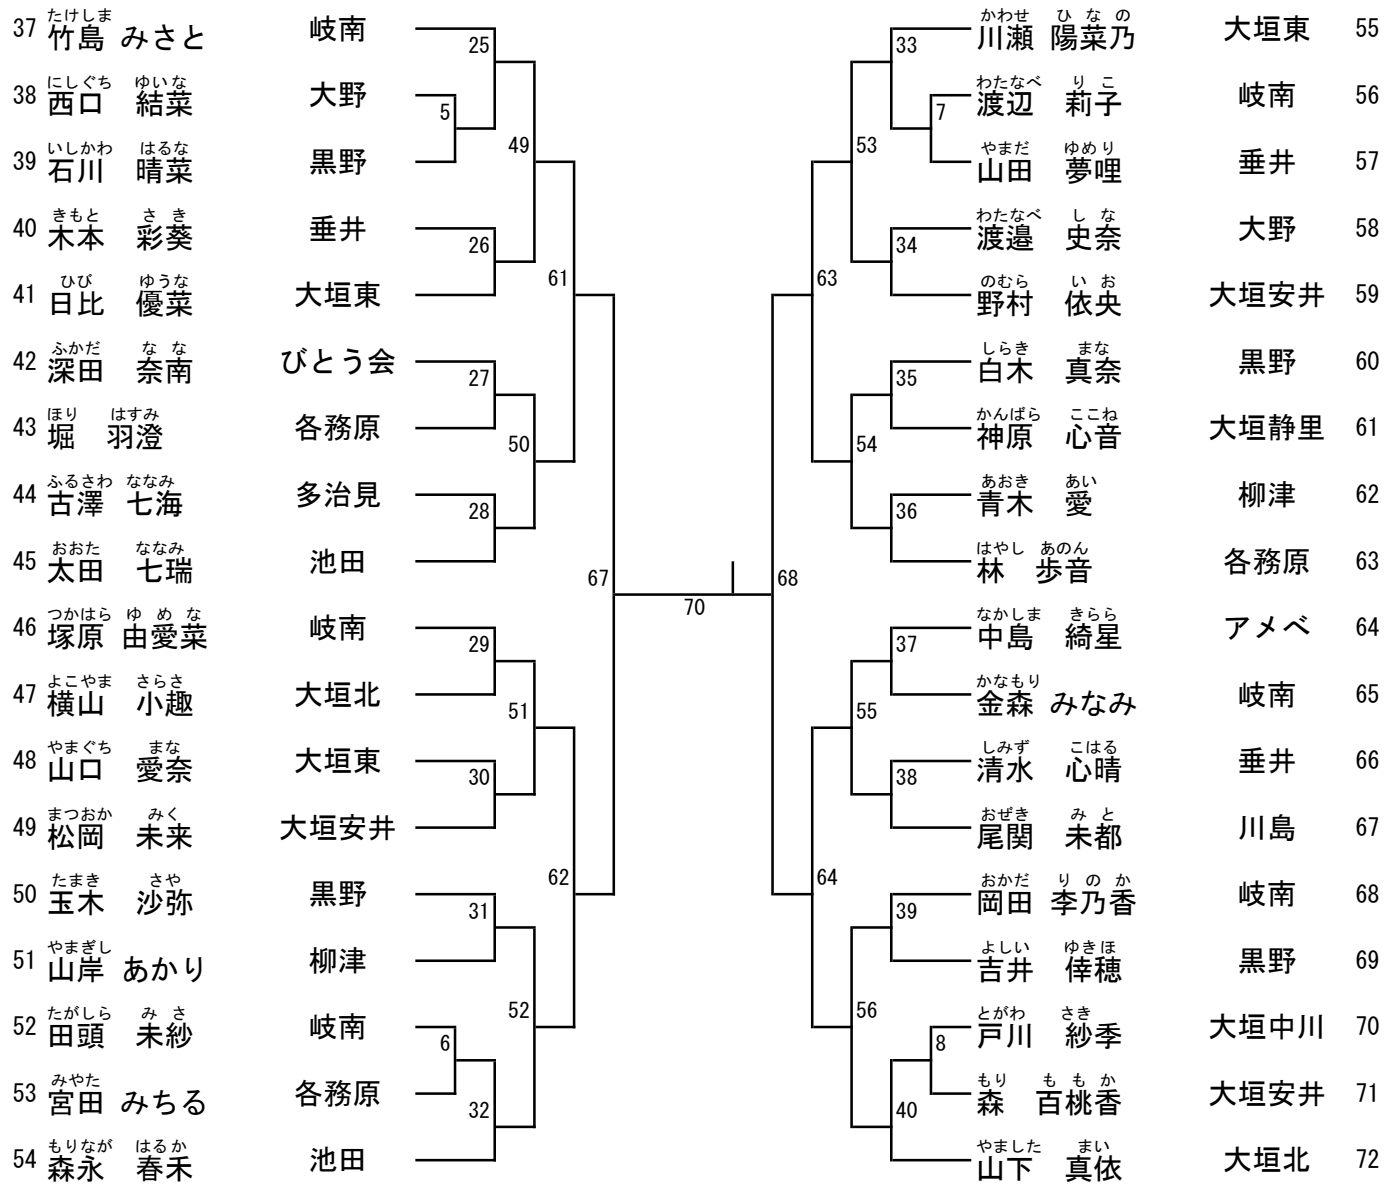 37 竹島 みさと たけしま 岐南
38 西口 結菜 にしぐち ゆいな 大野
39 石川 晴菜 いしかわ はるな 黒野
40 木本 彩葵 きもと さき 垂井
41 日比 優菜 ひび ゆうな 大垣東
42 深田 奈南 ふかだ なな びとう会
43 堀 羽澄 ほり はすみ 各務原
44 古澤 七海 ふるさわ ななみ 多治見
45 太田 七瑞 おおた ななみ 池田
46 塚原 由愛菜 つかはら ゆめな 岐南
47 横山 小趣 よこやま さらさ 大垣北
48 山口 愛奈 やまぐち まな 大垣東
49 松岡 未来 まつおか みく 大垣安井
50 玉木 沙弥 たまき さや 黒野
51 山岸 あかり やまぎし 柳津
52 田頭 未紗 たがしら みさ 岐南
53 宮田 みちる みやた 各務原
54 森永 春禾 もりなが はるか 池田
25
5
49
26
61
27
50
28
67
29
51
30
62
31
52
6
32
70
68
33
7
53
34
63
35
54
36
37
55
38
64
39
56
8
40
川瀬 陽菜乃 かわせ ひなの 大垣東 55
渡辺 莉子 わたなべ りこ 岐南 56
山田 夢哩 やまだ ゆめり 垂井 57
渡邉 史奈 わたなべ しな 大野 58
野村 依央 のむら いお 大垣安井 59
白木 真奈 しらき まな 黒野 60
神原 心音 かんばら ここね 大垣静里 61
青木 愛 あおき あい 柳津 62
林 歩音 はやし あのん 各務原 63
中島 綺星 なかしま きらら アメベ 64
金森 みなみ かなもり 岐南 65
清水 心晴 しみず こはる 垂井 66
尾関 未都 おぜき みと 川島 67
岡田 李乃香 おかだ りのか 岐南 68
吉井 倖穂 よしい ゆきほ 黒野 69
戸川 紗季 とがわ さき 大垣中川 70
森 百桃香 もり ももか 大垣安井 71
山下 真依 やました まい 大垣北 72